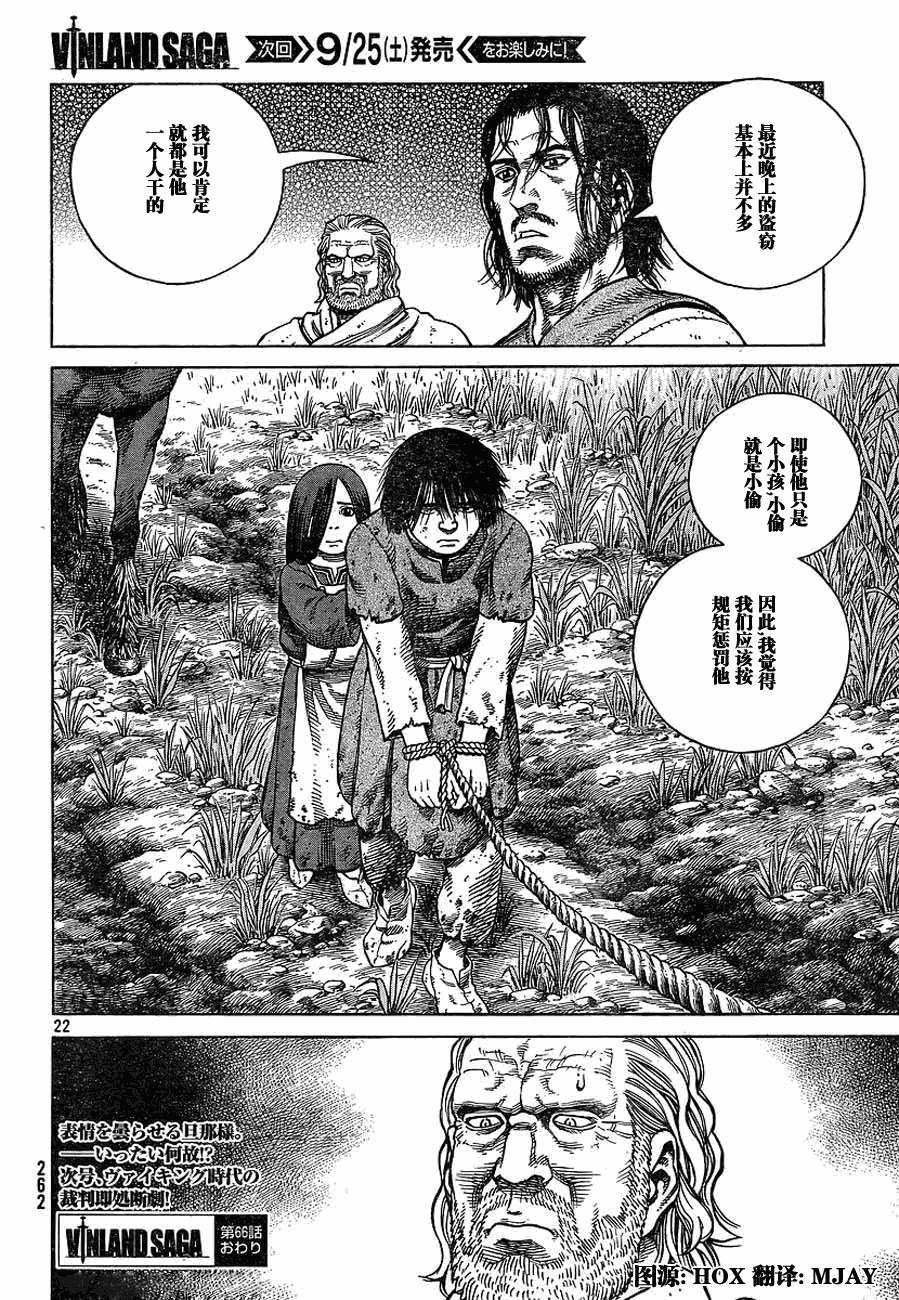 VINLAND SAGA 次回 9/25(土)発売 をお楽しみに!
最近晚上的盗窃
基本上并不多
我可以肯定
就都是他
一个人干的
即使他只是
个小孩,小偷
就是小偷
因此,我觉得
我们应该按
规矩惩罚他
22
表情を曇らせる旦那様。
──いったい何故!?
次号、ヴァイキング時代の
裁判即処断劇!
262
VINLAND SAGA 第66話
おわり
图源: HOX 翻译: MJAY